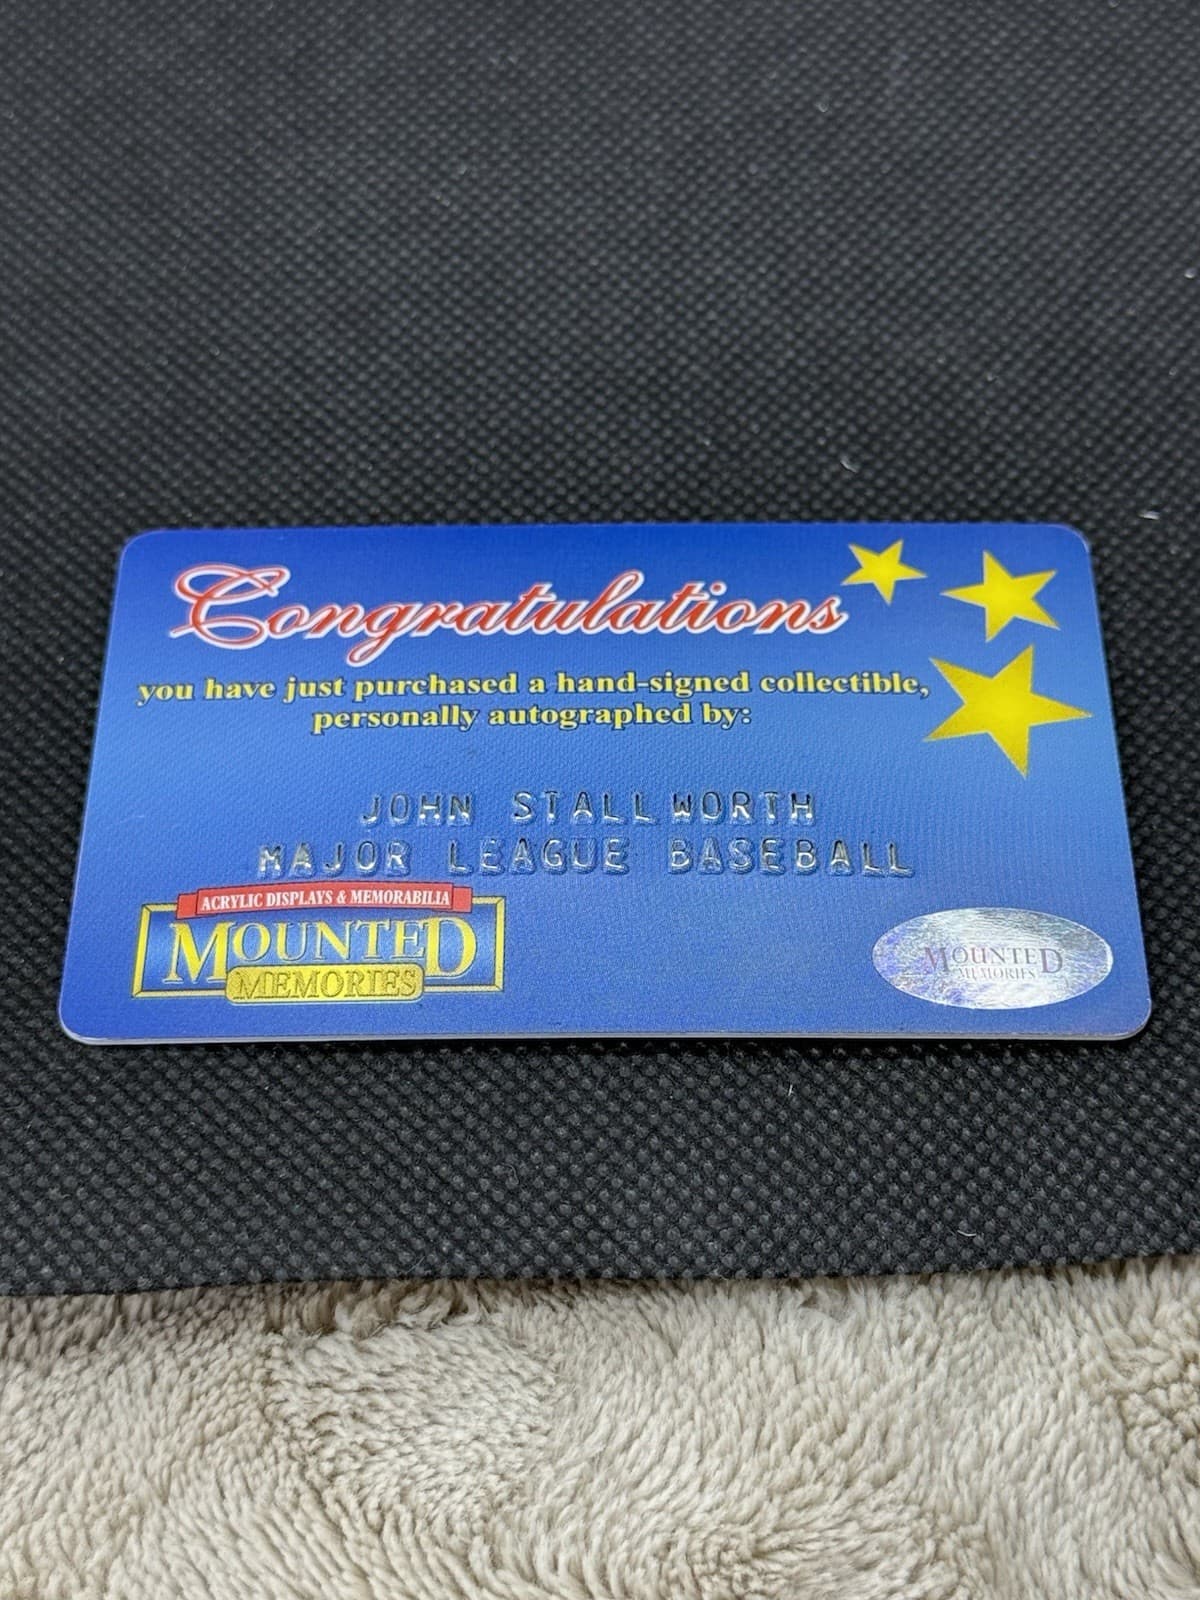 Congratulations
you have just purchased a hand-signed collectible,
personally autographed by:
JOHN STALLWORTH
MAJOR LEAGUE BASEBALL
ACRYLIC DISPLAYS & MEMORABILIA
MOUNTED
MEMORIES
MOUNTED
MEMORIES